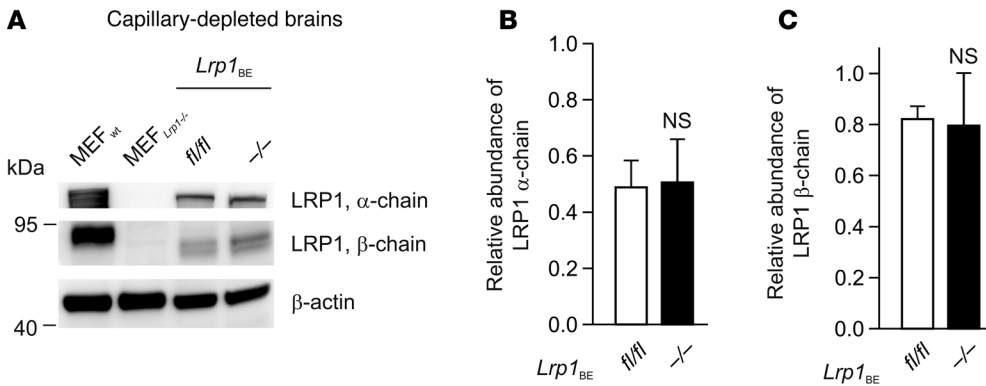 A
Capillary-depleted brains
Lrp1BE
MEFwt
MEFLrp1-/-
fl/fl
–/–
kDa
LRP1, α-chain
95
LRP1, β-chain
β-actin
40
B
Relative abundance of
LRP1 α-chain
1.0
0.8
0.6
0.4
0.2
0.0
NS
Lrp1BE
fl/fl
–/–
C
Relative abundance of
LRP1 β-chain
1.0
0.8
0.6
0.8
0.2
0.0
NS
Lrp1BE
fl/fl
–/–